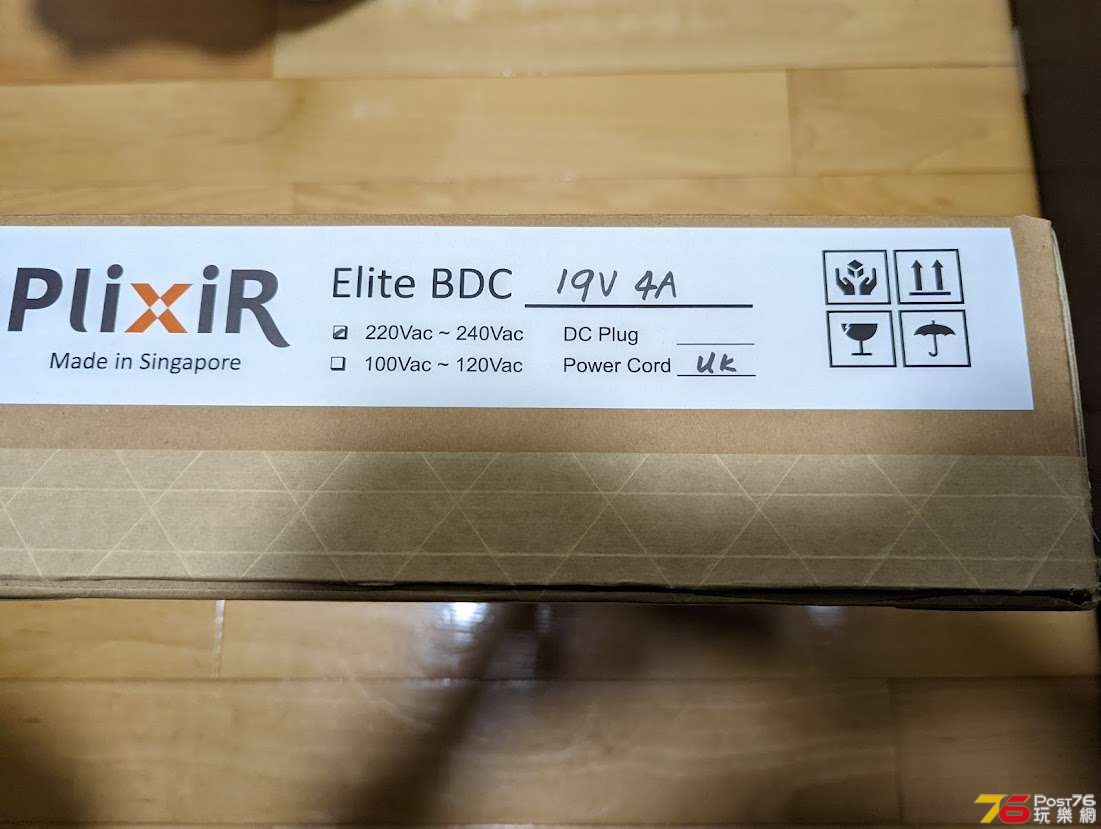 PlixiR
Made in Singapore
Elite BDC 19V 4A
220Vac ~ 240Vac DC Plug
100Vac ~ 120Vac Power Cord UK
76 Post76
玩樂網